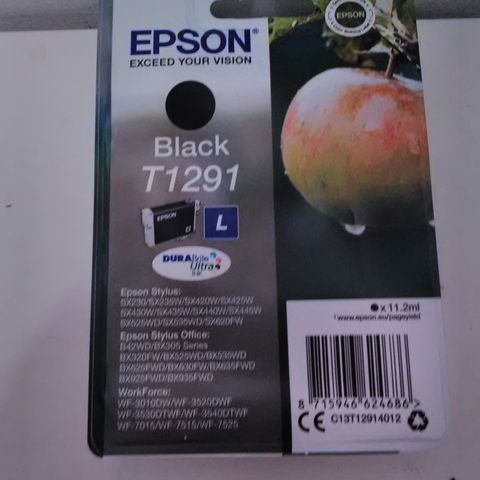 EPSON
EPSON®
EXCEED YOUR VISION
Black
T1291
EPSON
L
DURABrite
Ultra
Ink
Epson Stylus:
SX230/SX235W/SX420W/SX425W
SX430W/SX435W/SX440W/SX445W
SX525WD/SX535WD/SX620FW
Epson Stylus Office:
B42WD/BX305 Series
BX320FW/BX525WD/BX535WD
BX625FWD/BX630FW/BX635FWD
BX925FWD/BX935FWD
WorkForce:
WF-3010DW/WF-3520DWF
WF-3530DTWF/WF-3540DTWF
WF-7015/WF-7515/WF-7525
x 11.2ml
www.epson.eu/pageyield
8 715946 624686 >
CE C13T12914012